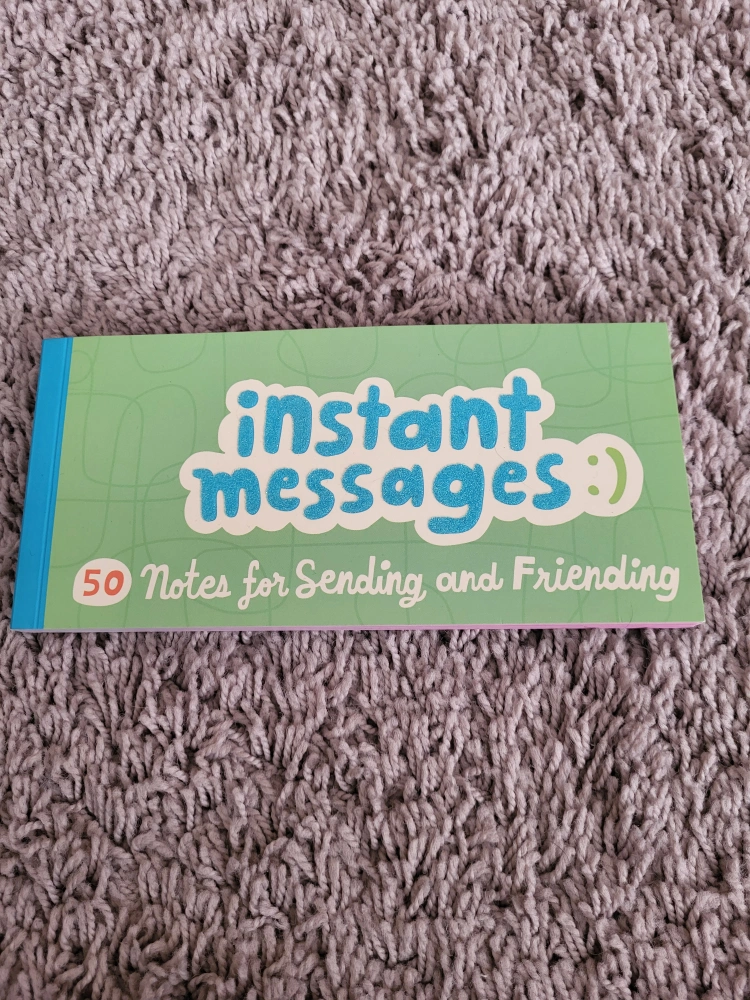 instant
messages :)
50 Notes for Sending and Friending